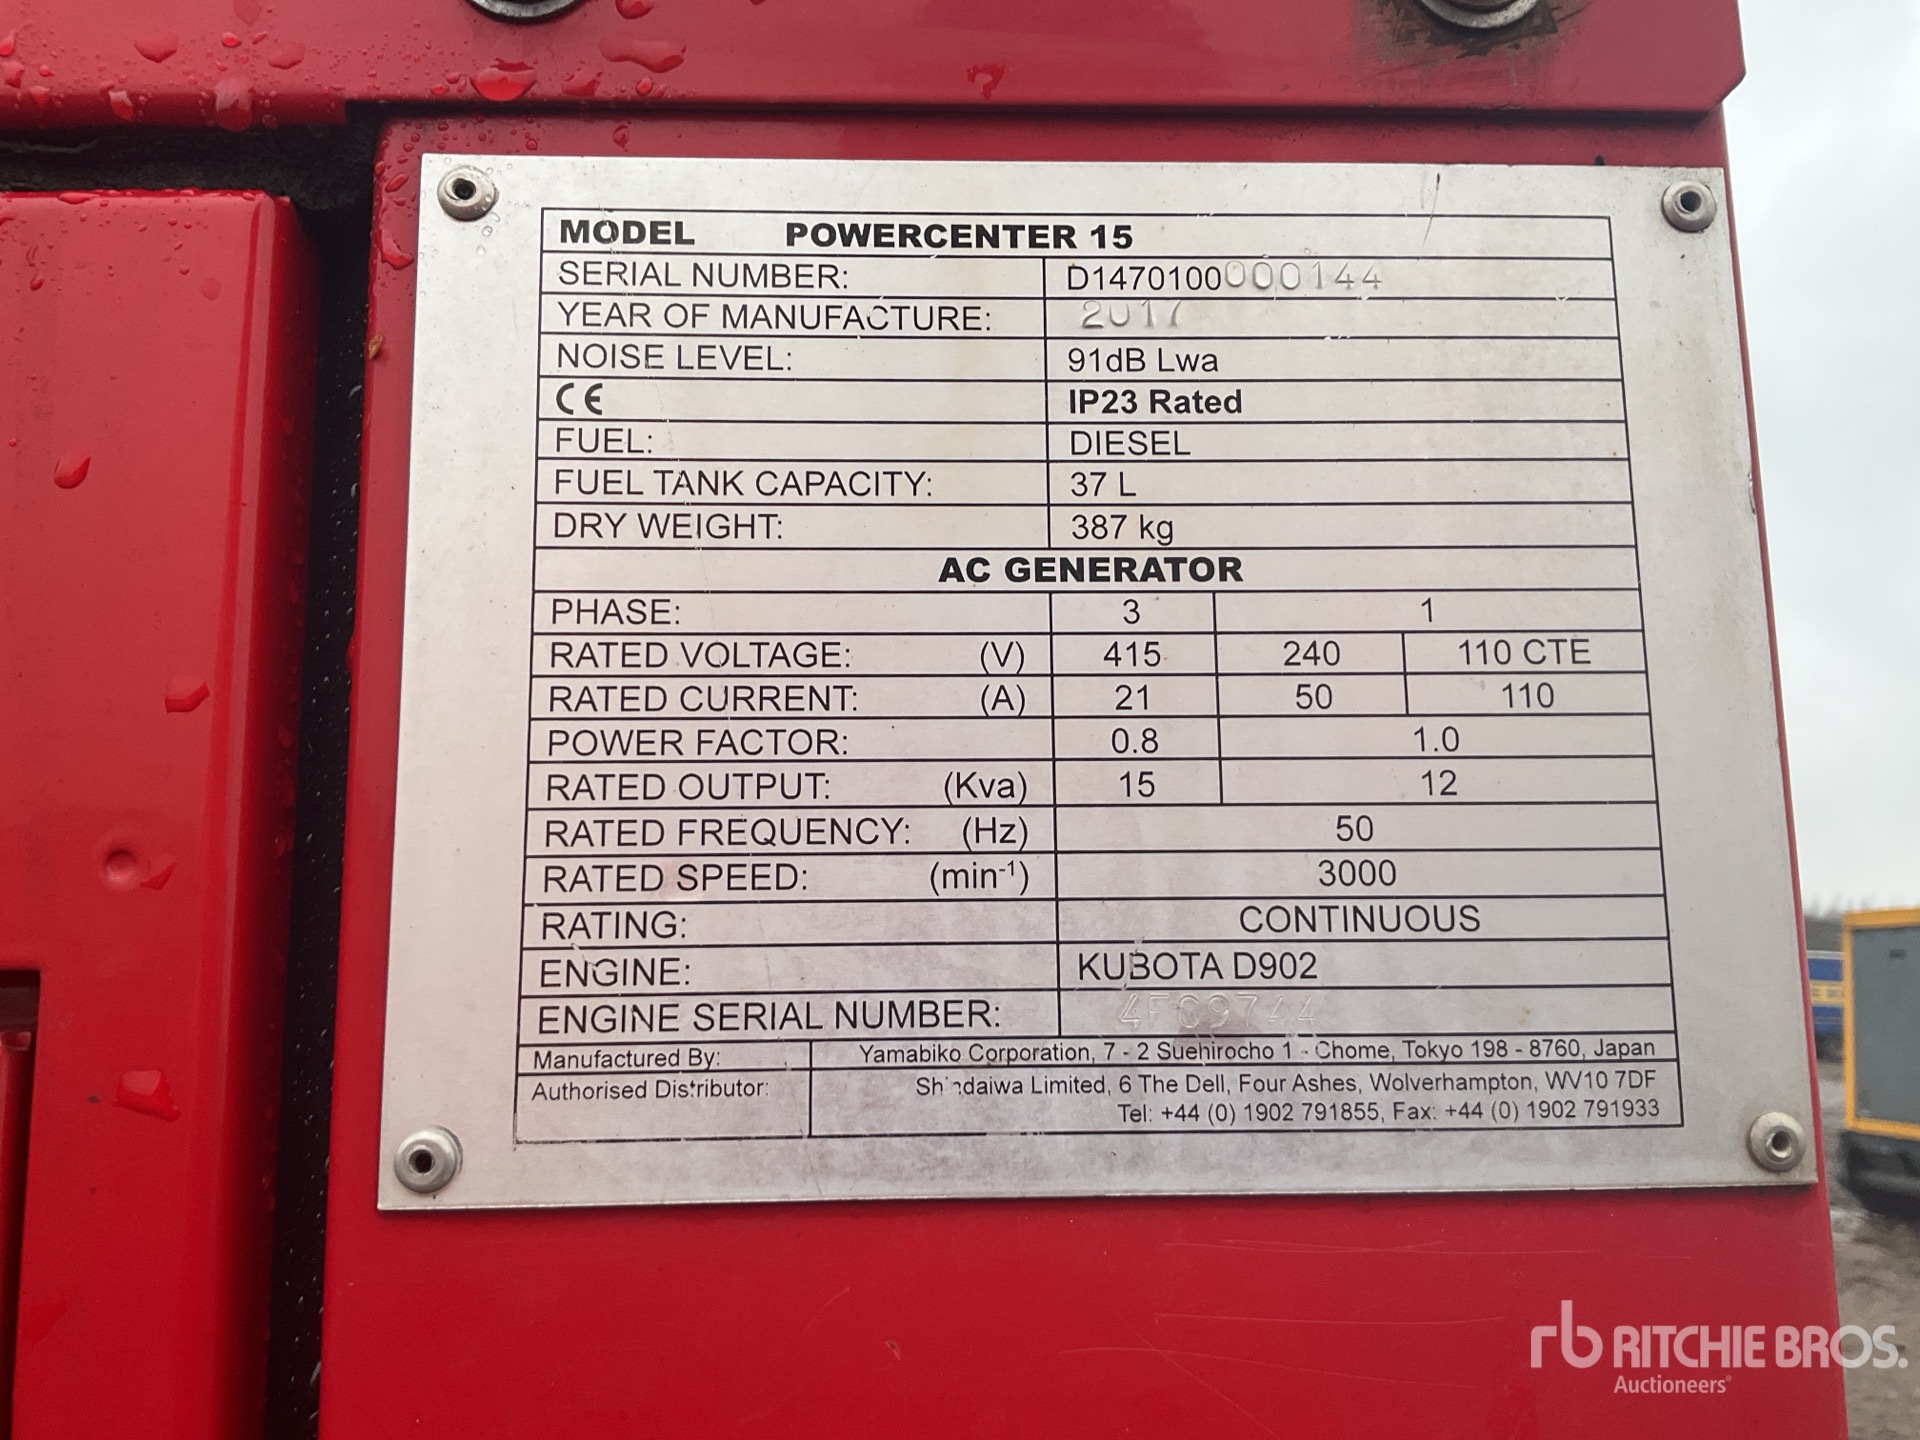 MODEL POWERCENTER 15
SERIAL NUMBER: D1470100000144
YEAR OF MANUFACTURE: 2017
NOISE LEVEL: 91dB Lwa
CE IP23 Rated
FUEL: DIESEL
FUEL TANK CAPACITY: 37 L
DRY WEIGHT: 387 kg
AC GENERATOR
PHASE: 3 1
RATED VOLTAGE: (V) 415 240 110 CTE
RATED CURRENT: (A) 21 50 110
POWER FACTOR: 0.8 1.0
RATED OUTPUT: (Kva) 15 12
RATED FREQUENCY: (Hz) 50
RATED SPEED: (min⁻¹) 3000
RATING: CONTINUOUS
ENGINE: KUBOTA D902
ENGINE SERIAL NUMBER:
Manufactured By: Yamabiko Corporation, 7 - 2 Suehirocho 1 - Chome, Tokyo 198 - 8760, Japan
Authorised Distributor: Shindaiwa Limited, 6 The Dell, Four Ashes, Wolverhampton, WV10 7DF
Tel: +44 (0) 1902 791855, Fax: +44 (0) 1902 791933
rb RITCHIE BROS.
Auctioneers